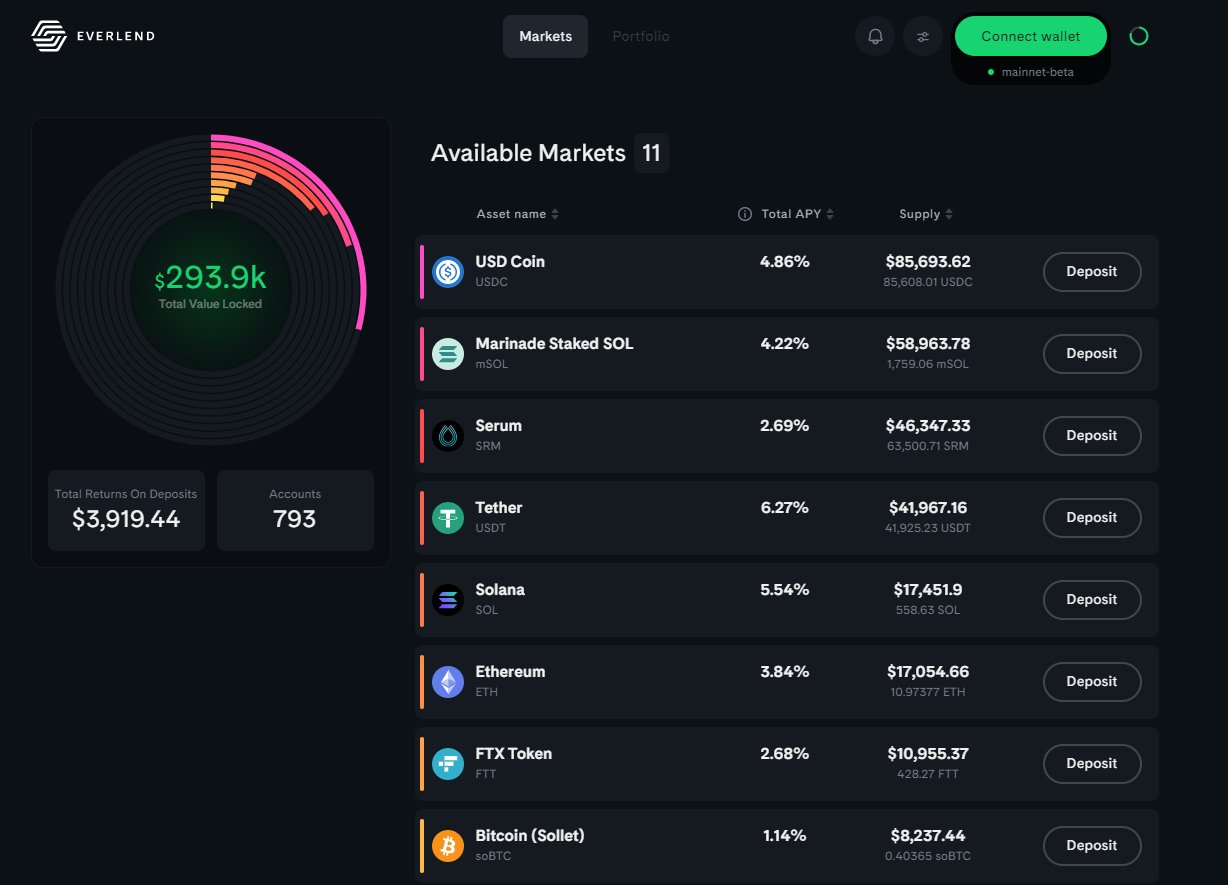 EVERLEND
Markets
Portfolio
Connect wallet
mainnet-beta
$293.9k
Total Value Locked
Total Returns On Deposits
$3,919.44
Accounts
793
Available Markets 11
Asset name
Total APY
Supply
USD Coin 4.86% $85,693.62
USDC 85,608.01 USDC
Deposit
Marinade Staked SOL 4.22% $58,963.78
mSOL 1,759.06 mSOL
Deposit
Serum 2.69% $46,347.33
SRM 63,500.71 SRM
Deposit
Tether 6.27% $41,967.16
USDT 41,925.23 USDT
Deposit
Solana 5.54% $17,451.9
SOL 558.63 SOL
Deposit
Ethereum 3.84% $17,054.66
ETH 10.97377 ETH
Deposit
FTX Token 2.68% $10,955.37
FTT 428.27 FTT
Deposit
Bitcoin (Sollet) 1.14% $8,237.44
soBTC 0.40365 soBTC
Deposit